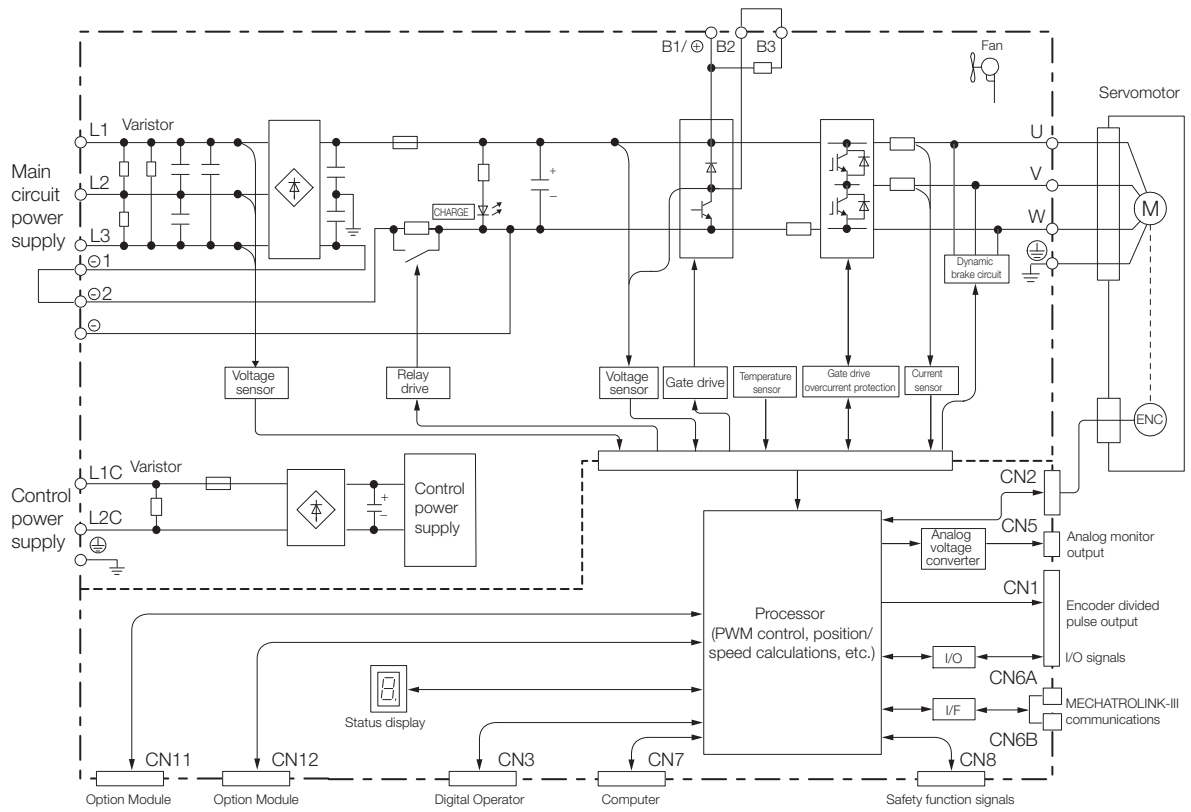 B1/ ⊕ B2 B3
Fan
Servomotor
L1 Varistor
U
Main
circuit
power
supply
L2
V
M
CHARGE
+
−
L3
W
⊖ 1
Dynamic
brake circuit
⊖ 2
⊖
Voltage
sensor
Relay
drive
Voltage
sensor
Gate drive
Temperature
sensor
Gate drive
overcurrent protection
Current
sensor
ENC
L1C Varistor
Control
power
supply
L2C
+
−
Control
power
supply
CN2
CN5
Analog
voltage
converter
Analog monitor
output
Processor
(PWM control, position/
speed calculations, etc.)
CN1
Encoder divided
pulse output
I/O
I/O signals
CN6A
I/F
MECHATROLINK-III
communications
CN6B
8.
Status display
CN11
CN12
CN3
CN7
CN8
Option Module
Option Module
Digital Operator
Computer
Safety function signals